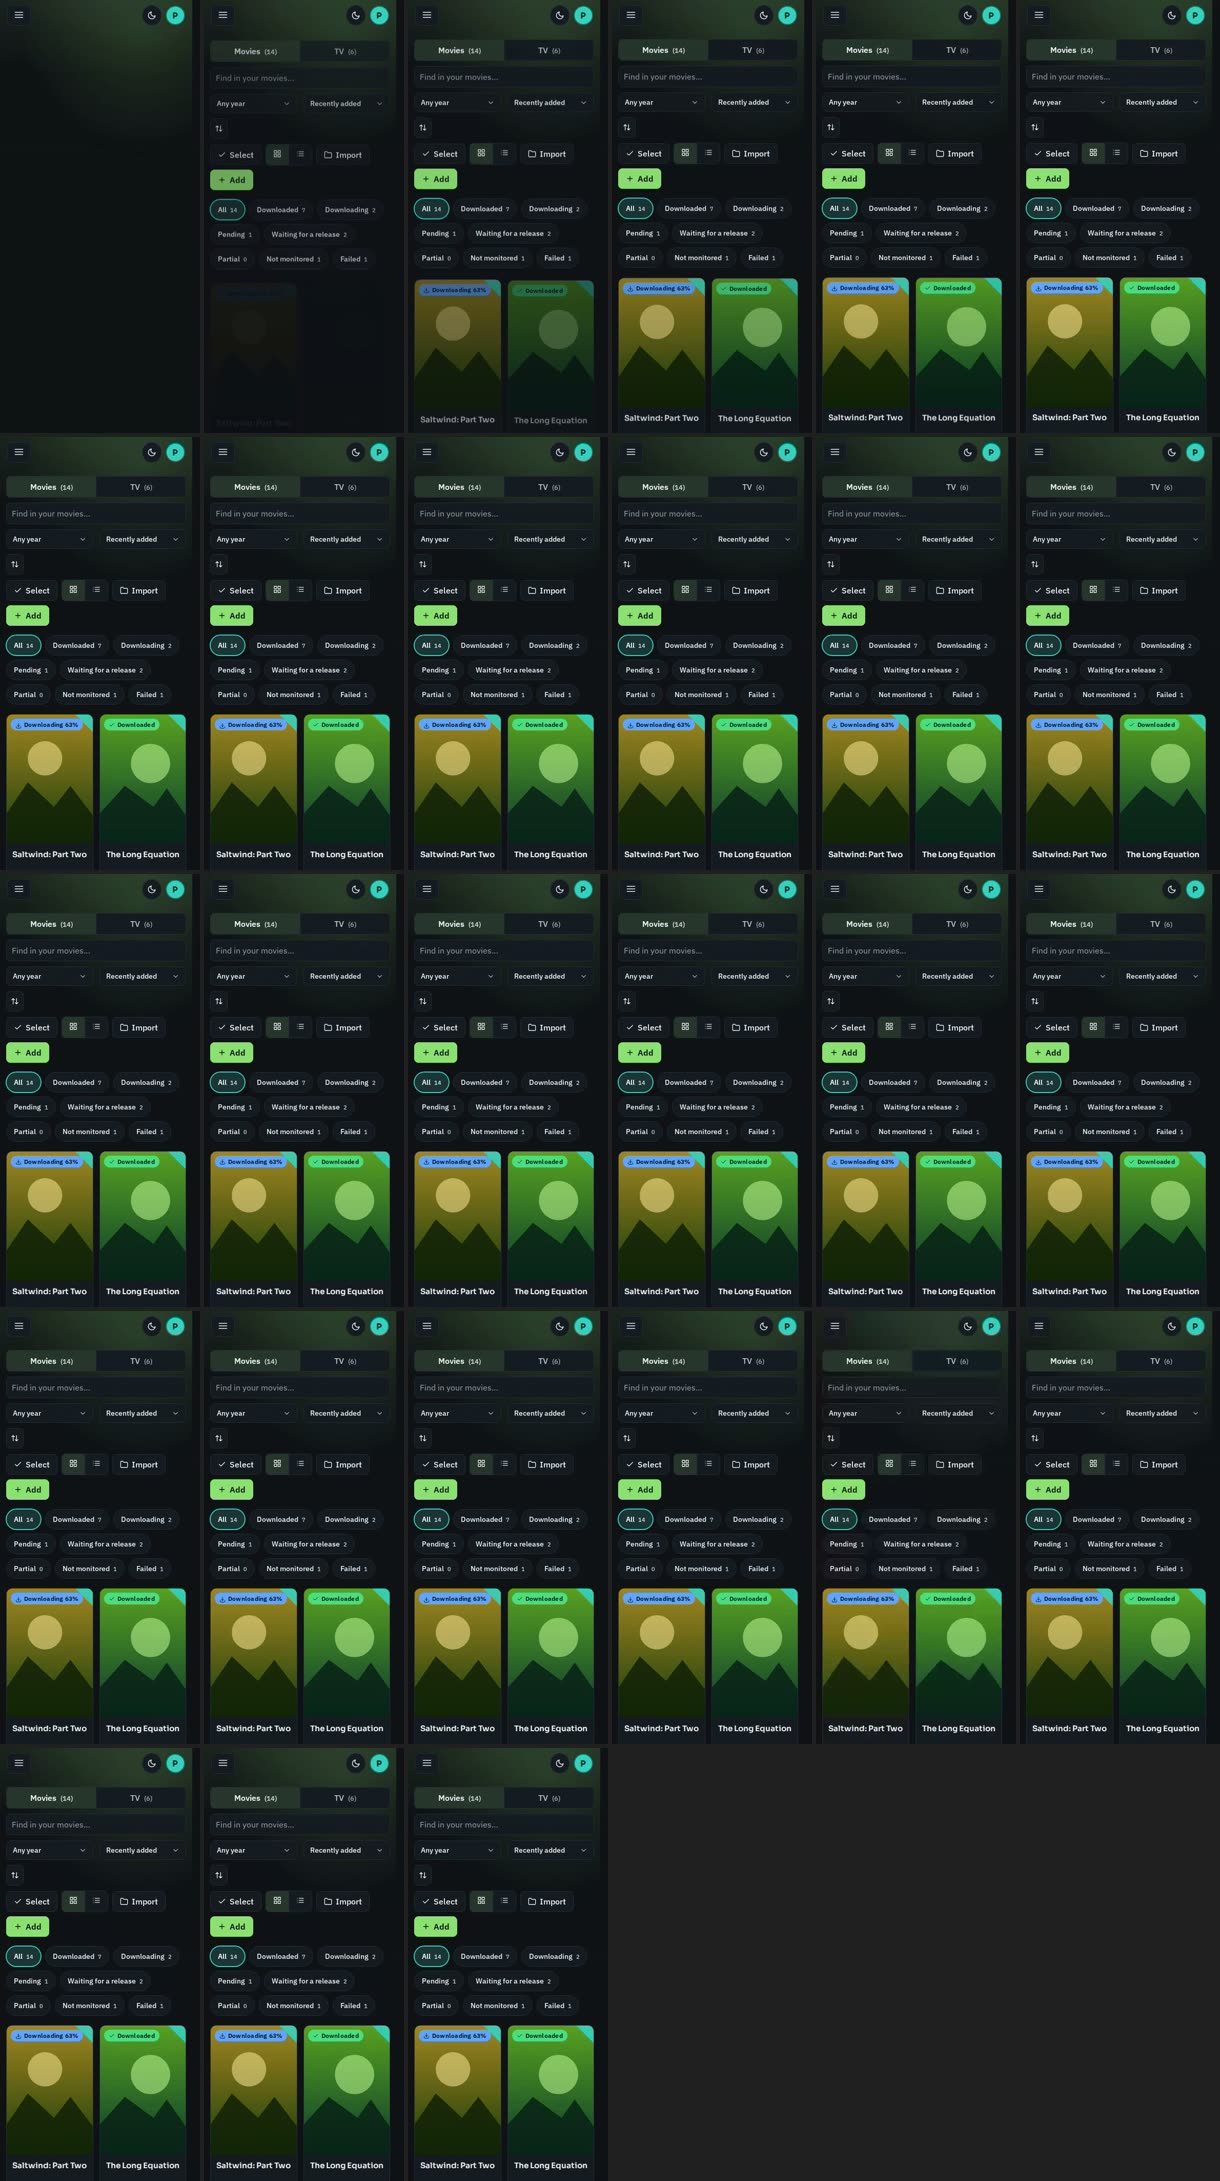 P
Movies (14) TV (6)
Find in your movies...
Any year Recently added
Select Import
+ Add
All 14 Downloaded 7 Downloading 2
Pending 1 Waiting for a release 2
Partial 0 Not monitored 1 Failed 1
Downloading 63% Downloaded
Saltwind: Part Two The Long Equation